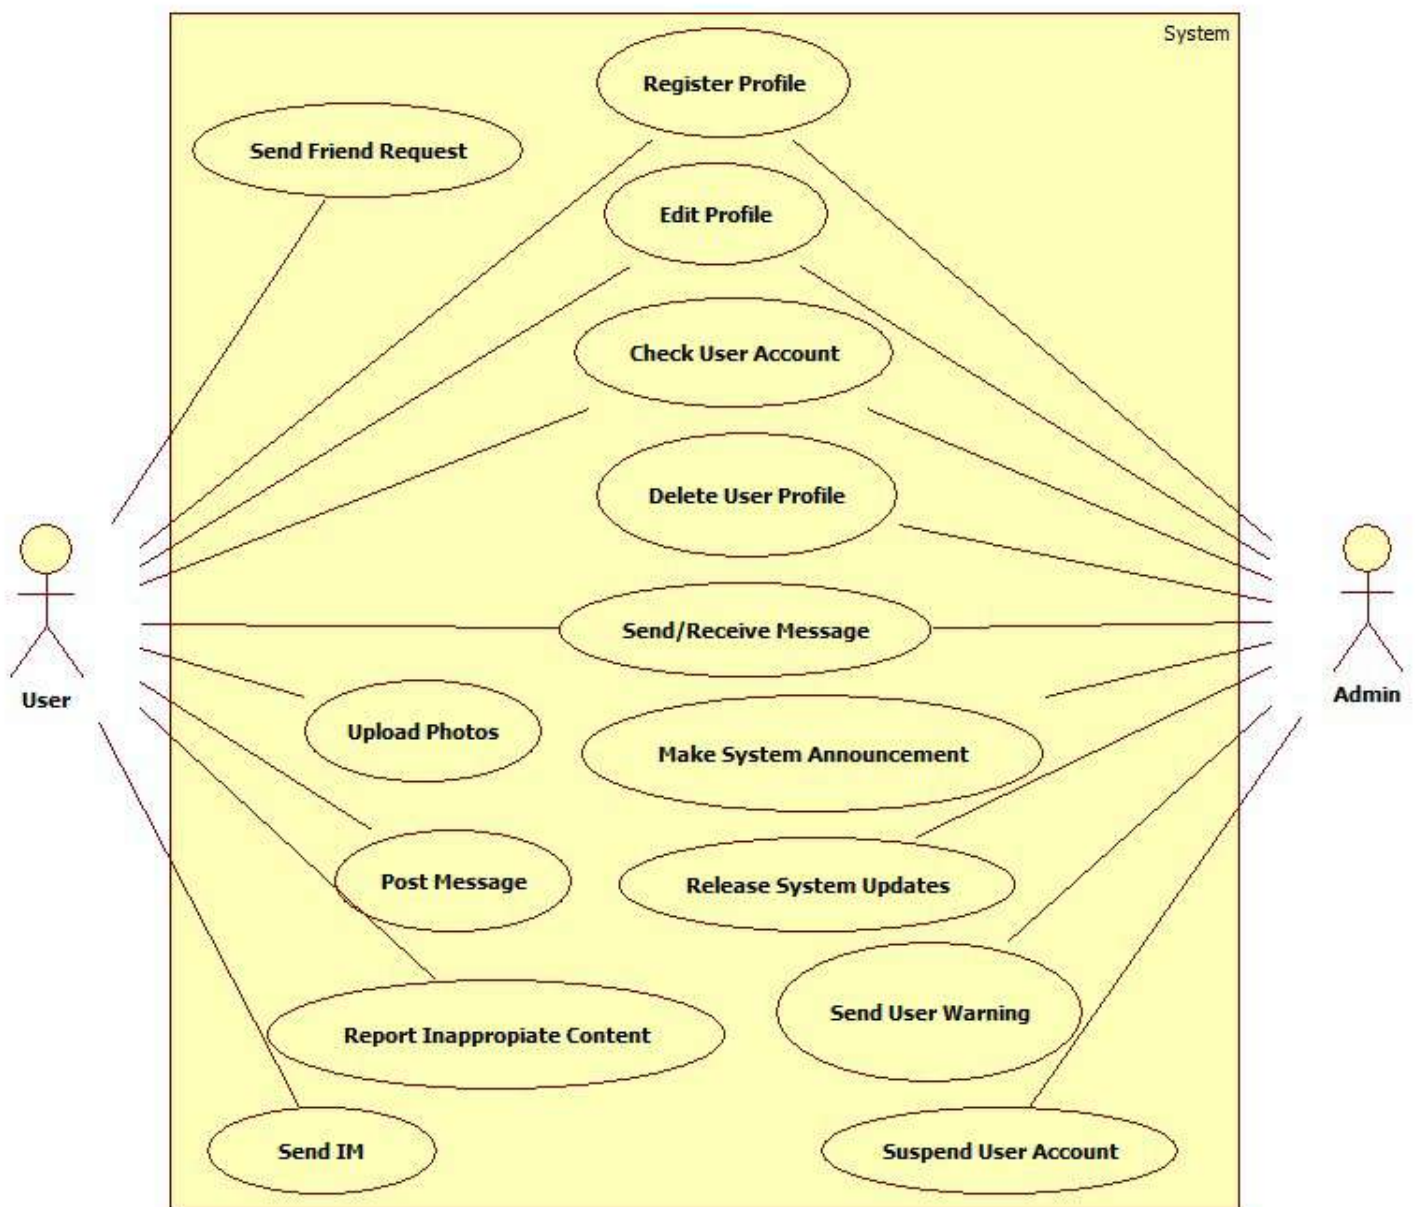 System
Register Profile
Send Friend Request
Edit Profile
Check User Account
Delete User Profile
Send/Receive Message
User
Admin
Upload Photos
Make System Announcement
Post Message
Release System Updates
Send User Warning
Report Inappropiate Content
Send IM
Suspend User Account